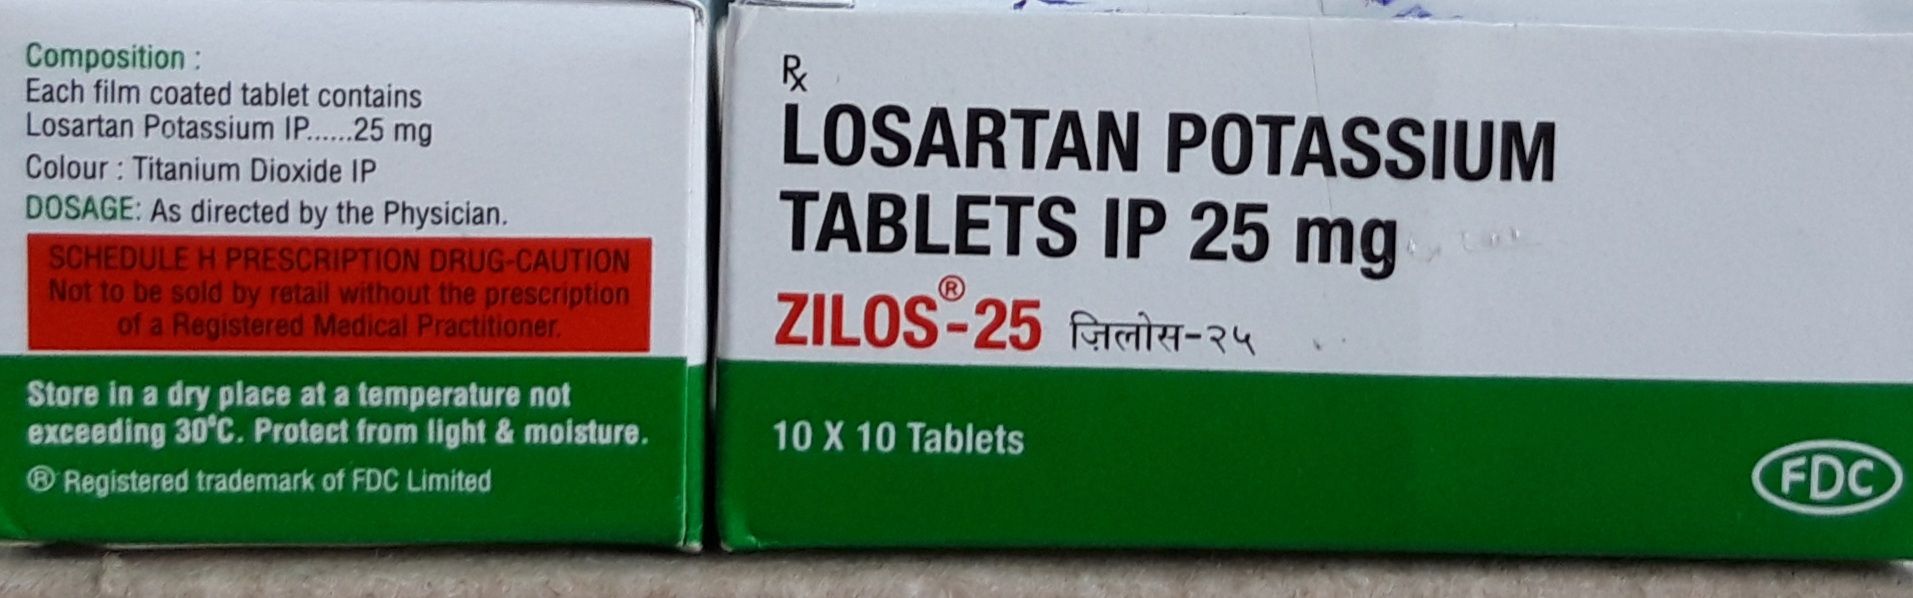 Composition :
Each film coated tablet contains
Losartan Potassium IP......25 mg
Colour : Titanium Dioxide IP
DOSAGE: As directed by the Physician.
SCHEDULE H PRESCRIPTION DRUG-CAUTION
Not to be sold by retail without the prescription
of a Registered Medical Practitioner.
Store in a dry place at a temperature not
exceeding 30°C. Protect from light & moisture.
® Registered trademark of FDC Limited
Rx
LOSARTAN POTASSIUM
TABLETS IP 25 mg
ZILOS®-25 ज़िलोस-२५
10 X 10 Tablets
FDC